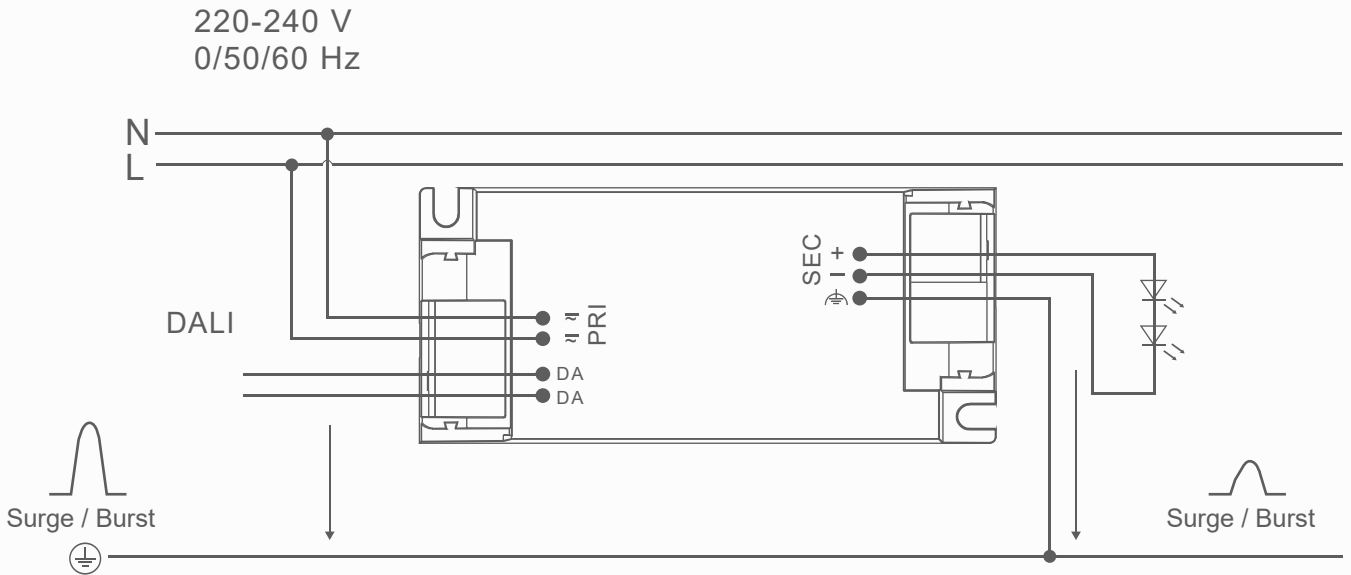 220-240 V
0/50/60 Hz
N
L
SEC
+
−
DALI
PRI
DA
DA
Surge / Burst
Surge / Burst